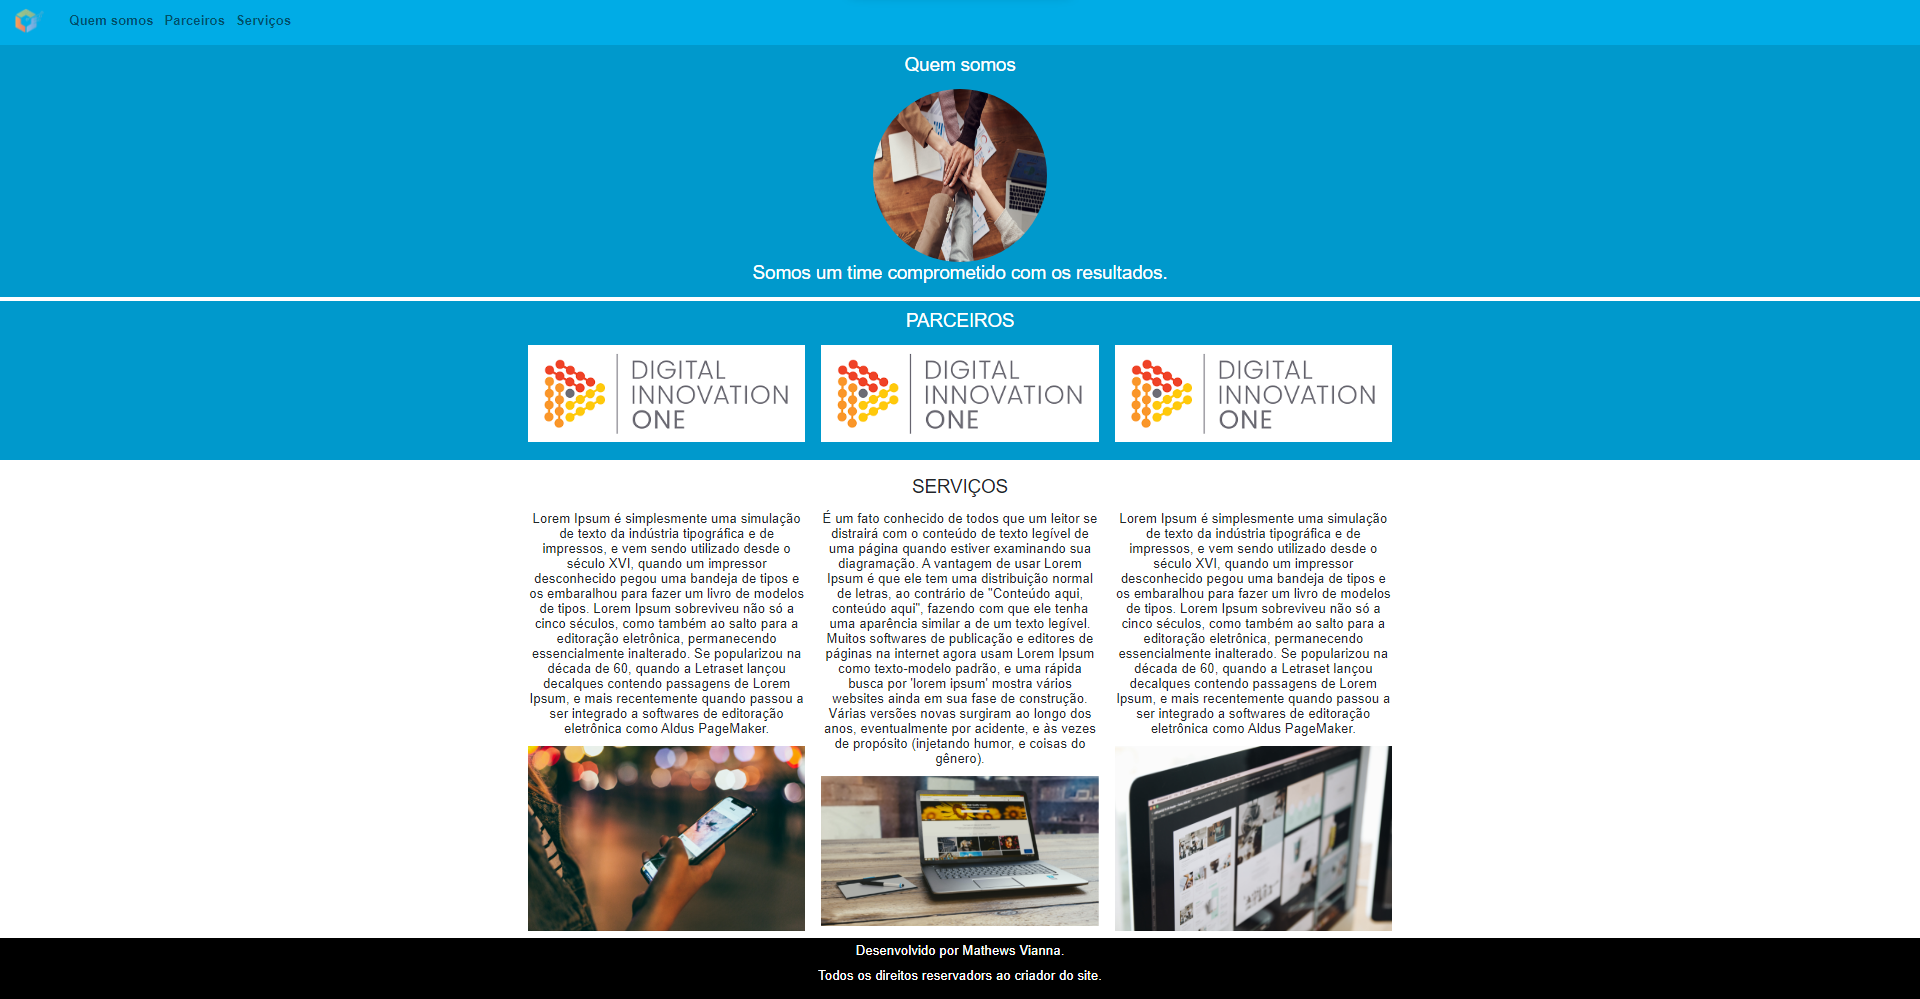 Quem somos Parceiros Serviços
Quem somos
Somos um time comprometido com os resultados.
PARCEIROS
DIGITAL
INNOVATION
ONE
DIGITAL
INNOVATION
ONE
DIGITAL
INNOVATION
ONE
SERVIÇOS
Lorem Ipsum é simplesmente uma simulação
de texto da indústria tipográfica e de
impressos, e vem sendo utilizado desde o
século XVI, quando um impressor
desconhecido pegou uma bandeja de tipos e
os embaralhou para fazer um livro de modelos
de tipos. Lorem Ipsum sobreviveu não só a
cinco séculos, como também ao salto para a
editoração eletrônica, permanecendo
essencialmente inalterado. Se popularizou na
década de 60, quando a Letraset lançou
decalques contendo passagens de Lorem
Ipsum, e mais recentemente quando passou a
ser integrado a softwares de editoração
eletrônica como Aldus PageMaker.
É um fato conhecido de todos que um leitor se
distrairá com o conteúdo de texto legível de
uma página quando estiver examinando sua
diagramação. A vantagem de usar Lorem
Ipsum é que ele tem uma distribuição normal
de letras, ao contrário de "Conteúdo aqui,
conteúdo aqui", fazendo com que ele tenha
uma aparência similar a de um texto legível.
Muitos softwares de publicação e editores de
páginas na internet agora usam Lorem Ipsum
como texto-modelo padrão, e uma rápida
busca por 'lorem ipsum' mostra vários
websites ainda em sua fase de construção.
Várias versões novas surgiram ao longo dos
anos, eventualmente por acidente, e às vezes
de propósito (injetando humor, e coisas do
gênero).
Lorem Ipsum é simplesmente uma simulação
de texto da indústria tipográfica e de
impressos, e vem sendo utilizado desde o
século XVI, quando um impressor
desconhecido pegou uma bandeja de tipos e
os embaralhou para fazer um livro de modelos
de tipos. Lorem Ipsum sobreviveu não só a
cinco séculos, como também ao salto para a
editoração eletrônica, permanecendo
essencialmente inalterado. Se popularizou na
década de 60, quando a Letraset lançou
decalques contendo passagens de Lorem
Ipsum, e mais recentemente quando passou a
ser integrado a softwares de editoração
eletrônica como Aldus PageMaker.
Desenvolvido por Mathews Vianna.
Todos os direitos reservadors ao criador do site.